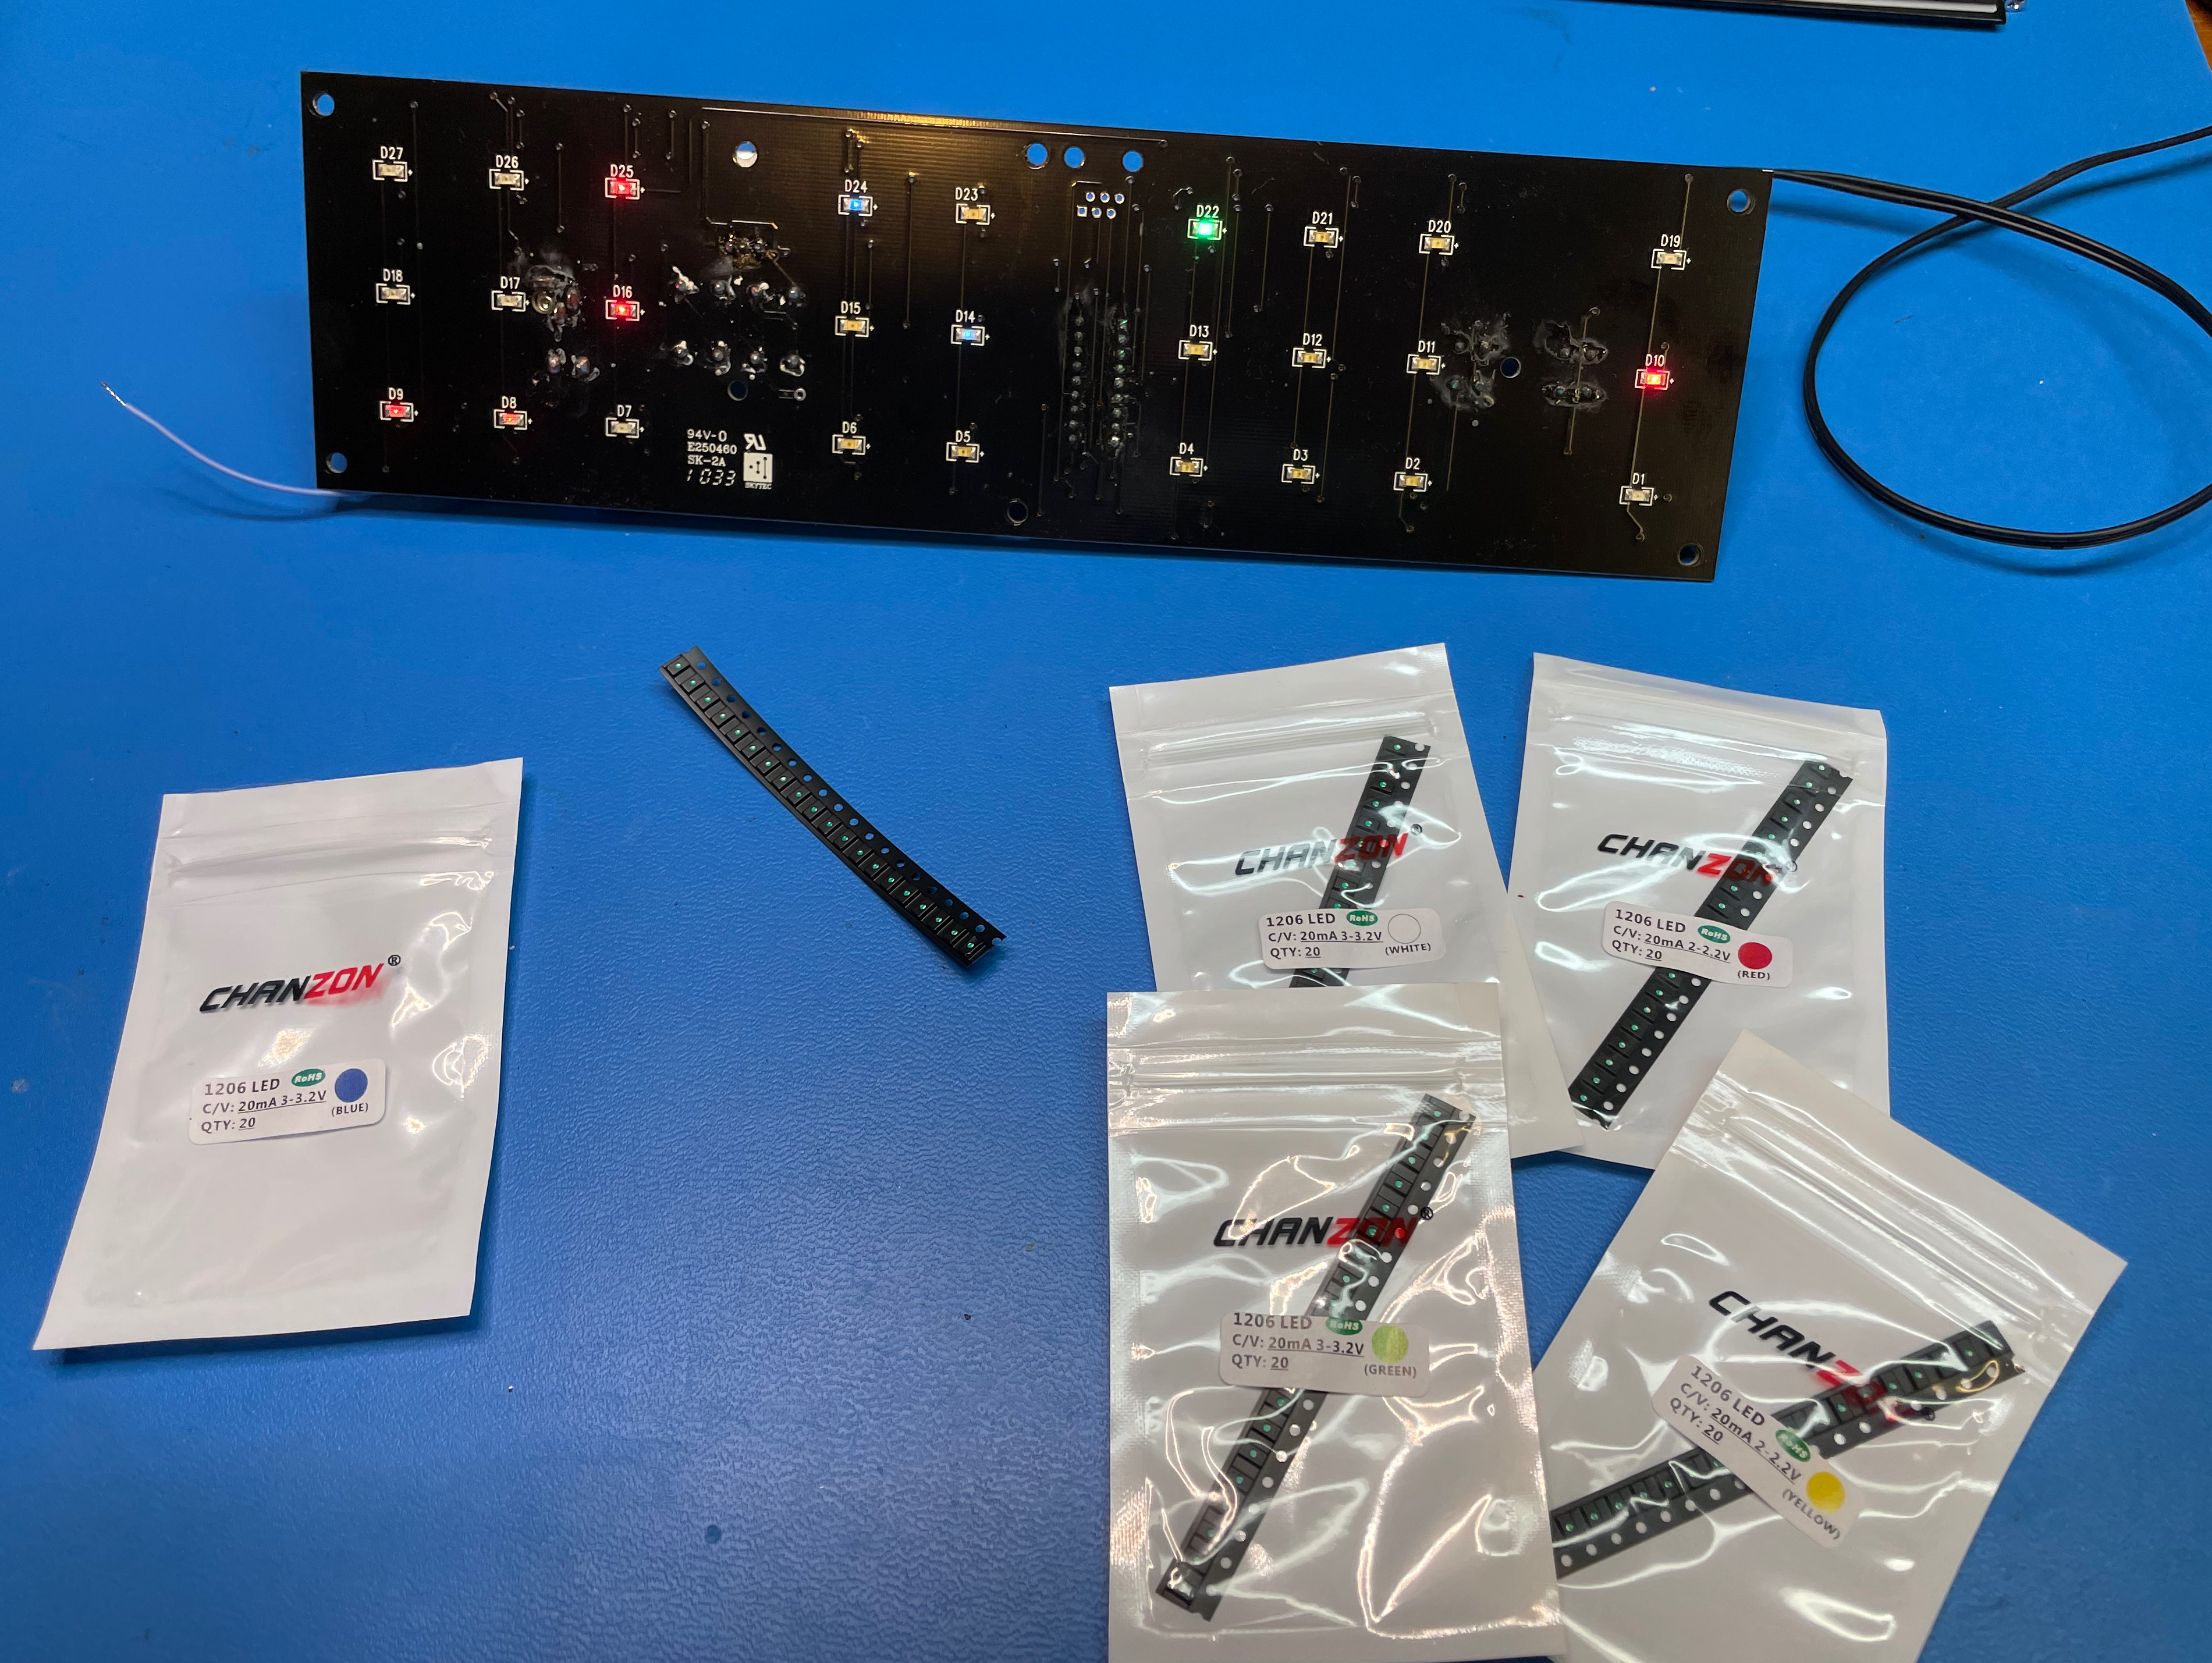 D27
D26
D25
D24
D23
D22
D21
D20
D19
D18
D17
D16
D15
D14
D13
D12
D11
D10
D9
D8
D7
D6
D5
D4
D3
D2
D1
94V-0
E250460
SK-2A
1033
SKYTEC
CHANZON®
1206 LED RoHS
C/V: 20mA 3-3.2V
(BLUE)
QTY: 20
CHANZON®
1206 LED RoHS
C/V: 20mA 3-3.2V
QTY: 20
(WHITE)
CHANZON®
1206 LED RoHS
C/V: 20mA 2-2.2V
QTY: 20
(RED)
CHANZON®
1206 LED RoHS
C/V: 20mA 3-3.2V
QTY: 20
(GREEN)
CHANZON®
1206 LED
C/V: 20mA 2-2.2V
QTY: 20 RoHS
(YELLOW)